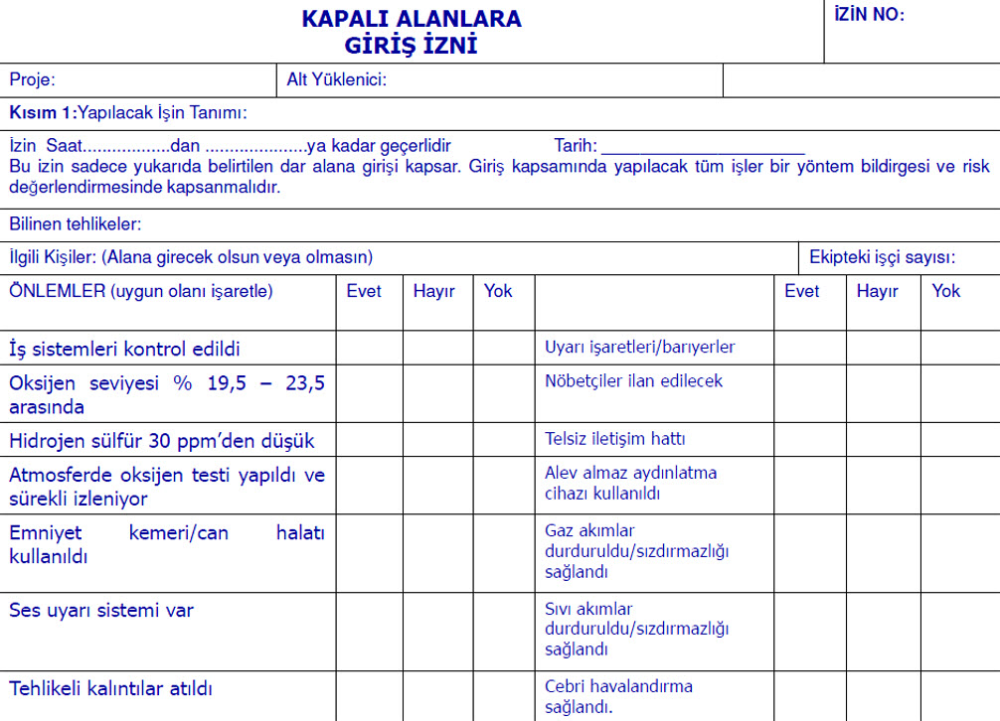 KAPALI ALANLARA
GİRİŞ İZNİ
İZİN NO:
Proje:
Alt Yüklenici:
Kısım 1:Yapılacak İşin Tanımı:
İzin Saat..................dan .....................ya kadar geçerlidir Tarih: _____________________
Bu izin sadece yukarıda belirtilen dar alana girişi kapsar. Giriş kapsamında yapılacak tüm işler bir yöntem bildirgesi ve risk
değerlendirmesinde kapsanmalıdır.
Bilinen tehlikeler:
İlgili Kişiler: (Alana girecek olsun veya olmasın)
Ekipteki işçi sayısı:
ÖNLEMLER (uygun olanı işaretle)
Evet
Hayır
Yok
Evet
Hayır
Yok
İş sistemleri kontrol edildi
Uyarı işaretleri/barıyerler
Oksijen seviyesi % 19,5 – 23,5
arasında
Nöbetçiler ilan edilecek
Hidrojen sülfür 30 ppm’den düşük
Telsiz iletişim hattı
Atmosferde oksijen testi yapıldı ve
sürekli izleniyor
Alev almaz aydınlatma
cihazı kullanıldı
Emniyet kemeri/can halatı
kullanıldı
Gaz akımlar
durduruldu/sızdırmazlığı
sağlandı
Ses uyarı sistemi var
Sıvı akımlar
durduruldu/sızdırmazlığı
sağlandı
Tehlikeli kalıntılar atıldı
Cebri havalandırma
sağlandı.